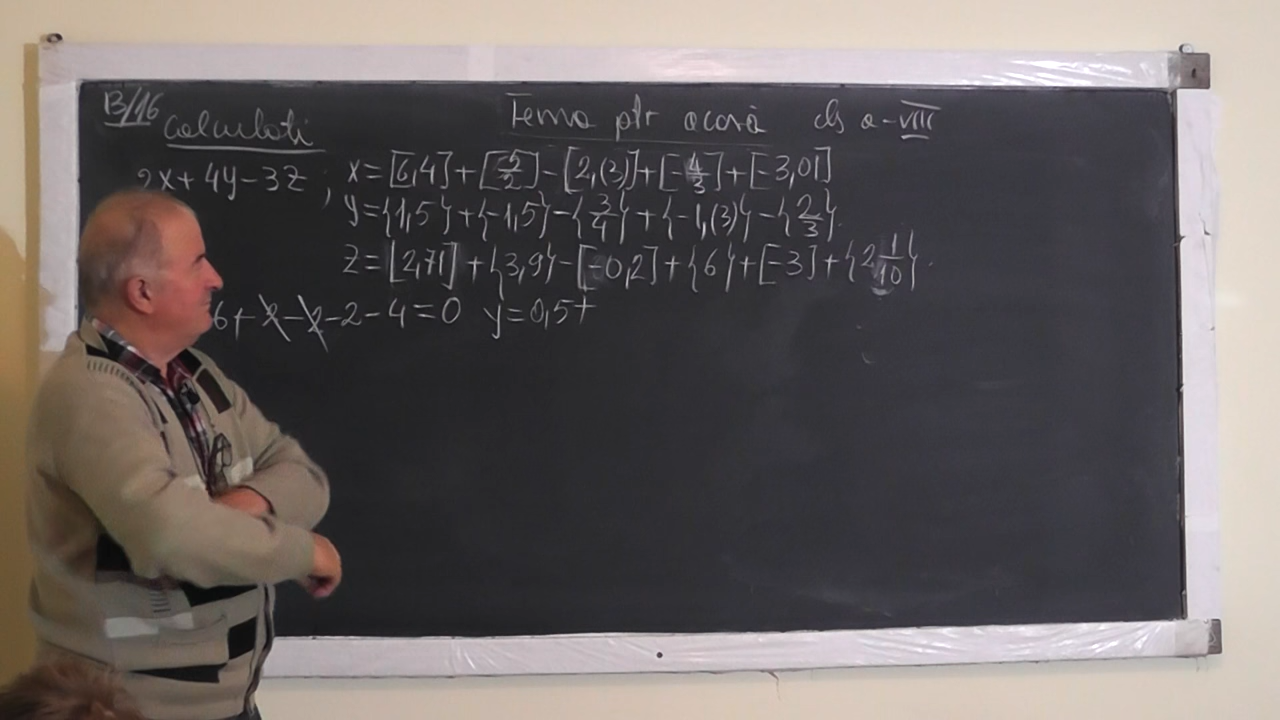 B/16 Calculati Tema ptr acasă cls a-VIII
2x+4y-3z; x=[6,4]+[5/2]-[2,(3)]+[-4/3]+[-3,01]
y={1,5}+{-1,5}-{3/4}+{-1,(3)}-{2/3}.
z=[2,71]+{3,9}-[-0,2]+{6}+[-3]+{2 1/10}.
6+2-2-2-4=0 y=0,5+